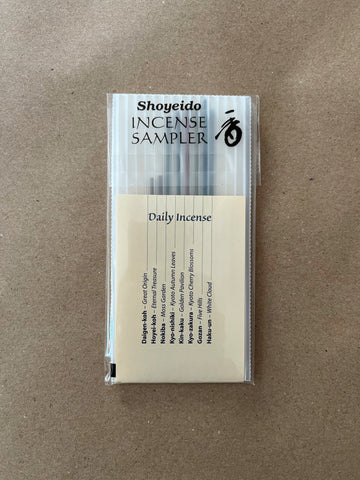 Shoyeido
INCENSE
SAMPLER
香
Daily Incense
Daigen-koh – Great Origin
Hoyei-koh – Eternal Treasure
Nokiba – Moss Garden
Kyo-nishiki – Kyoto Autumn Leaves
Kin-kaku – Golden Pavilion
Kyo-zakura – Kyoto Cherry Blossoms
Gozan – Five Hills
Haku-un – White Cloud